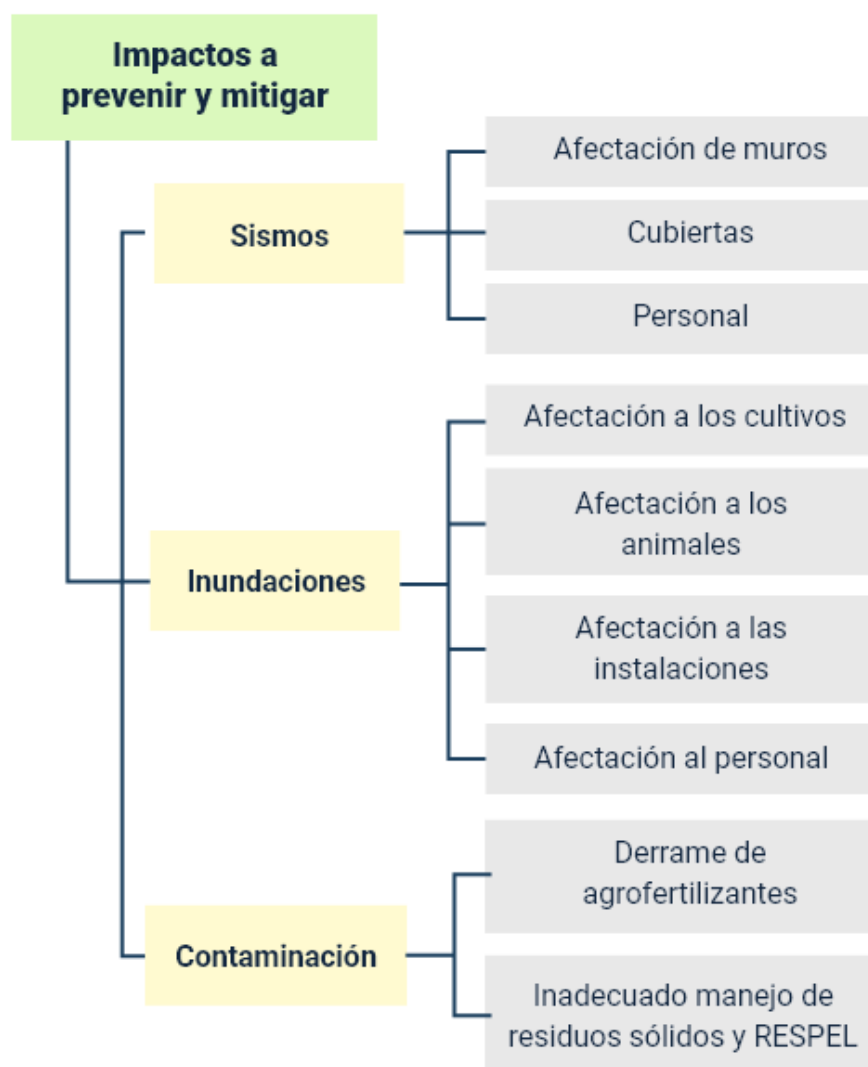 Impactos a
prevenir y mitigar
Sismos
Afectación de muros
Cubiertas
Personal
Inundaciones
Afectación a los cultivos
Afectación a los
animales
Afectación a las
instalaciones
Afectación al personal
Contaminación
Derrame de
agrofertilizantes
Inadecuado manejo de
residuos sólidos y RESPEL